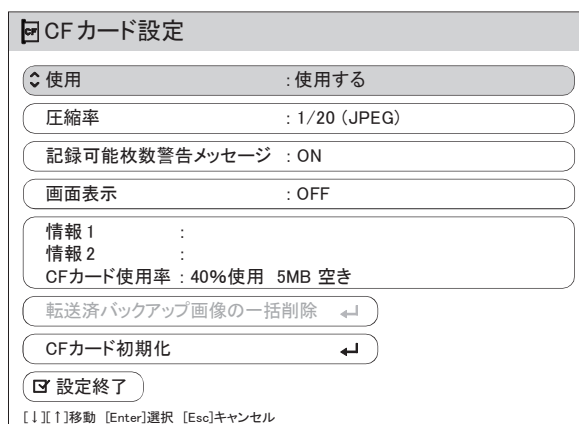 CF CFカード設定
使用 :使用する
圧縮率 :1/20 (JPEG)
記録可能枚数警告メッセージ :ON
画面表示 :OFF
情報1 :
情報2 :
CFカード使用率 :40%使用 5MB 空き
転送済バックアップ画像の一括削除
CFカード初期化
設定終了
[↓][↑]移動 [Enter]選択 [Esc]キャンセル